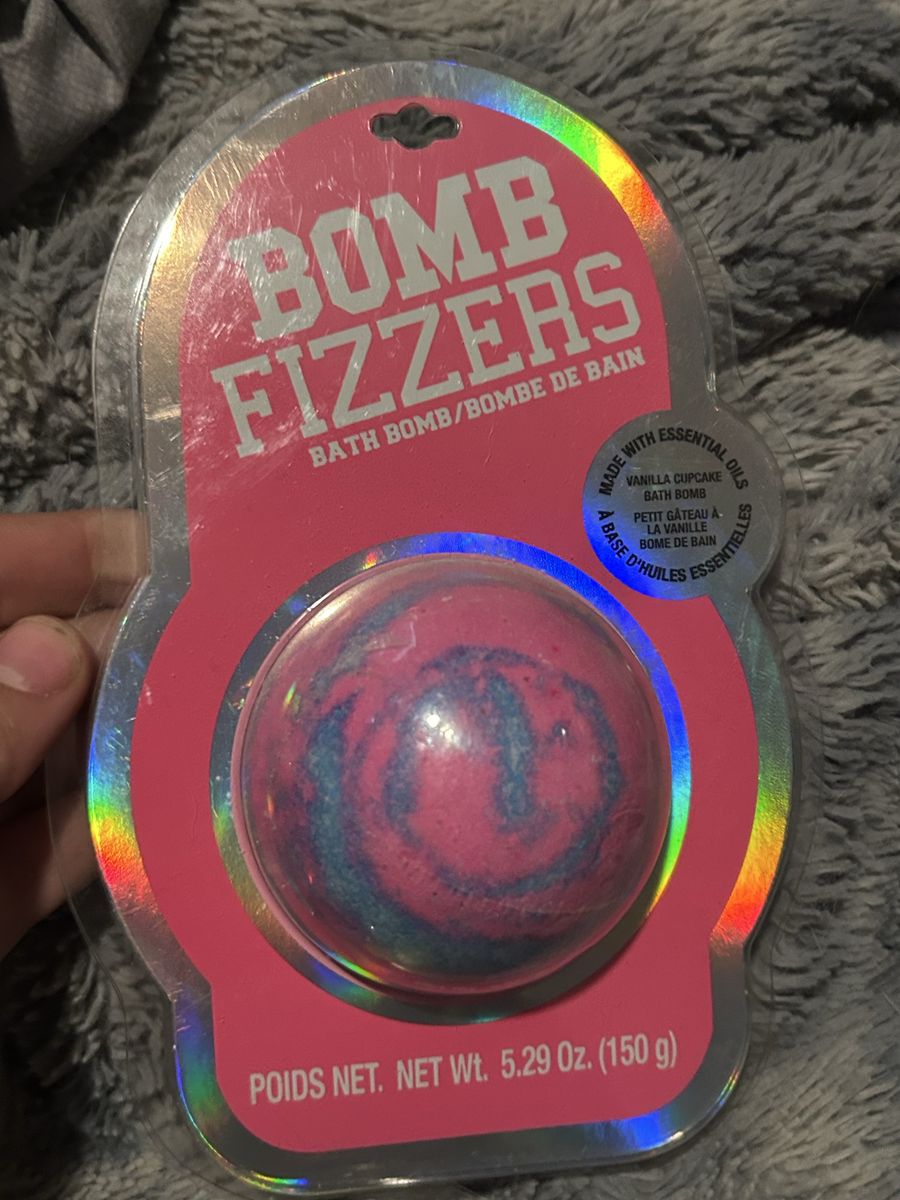 BOMB
FIZZERS
BATH BOMB/BOMBE DE BAIN
MADE WITH ESSENTIAL OILS
VANILLA CUPCAKE
BATH BOMB
PETIT GÂTEAU À
LA VANILLE
BOME DE BAIN
À BASE D'HUILES ESSENTIELLES
POIDS NET. NET Wt. 5.29 Oz. (150 g)